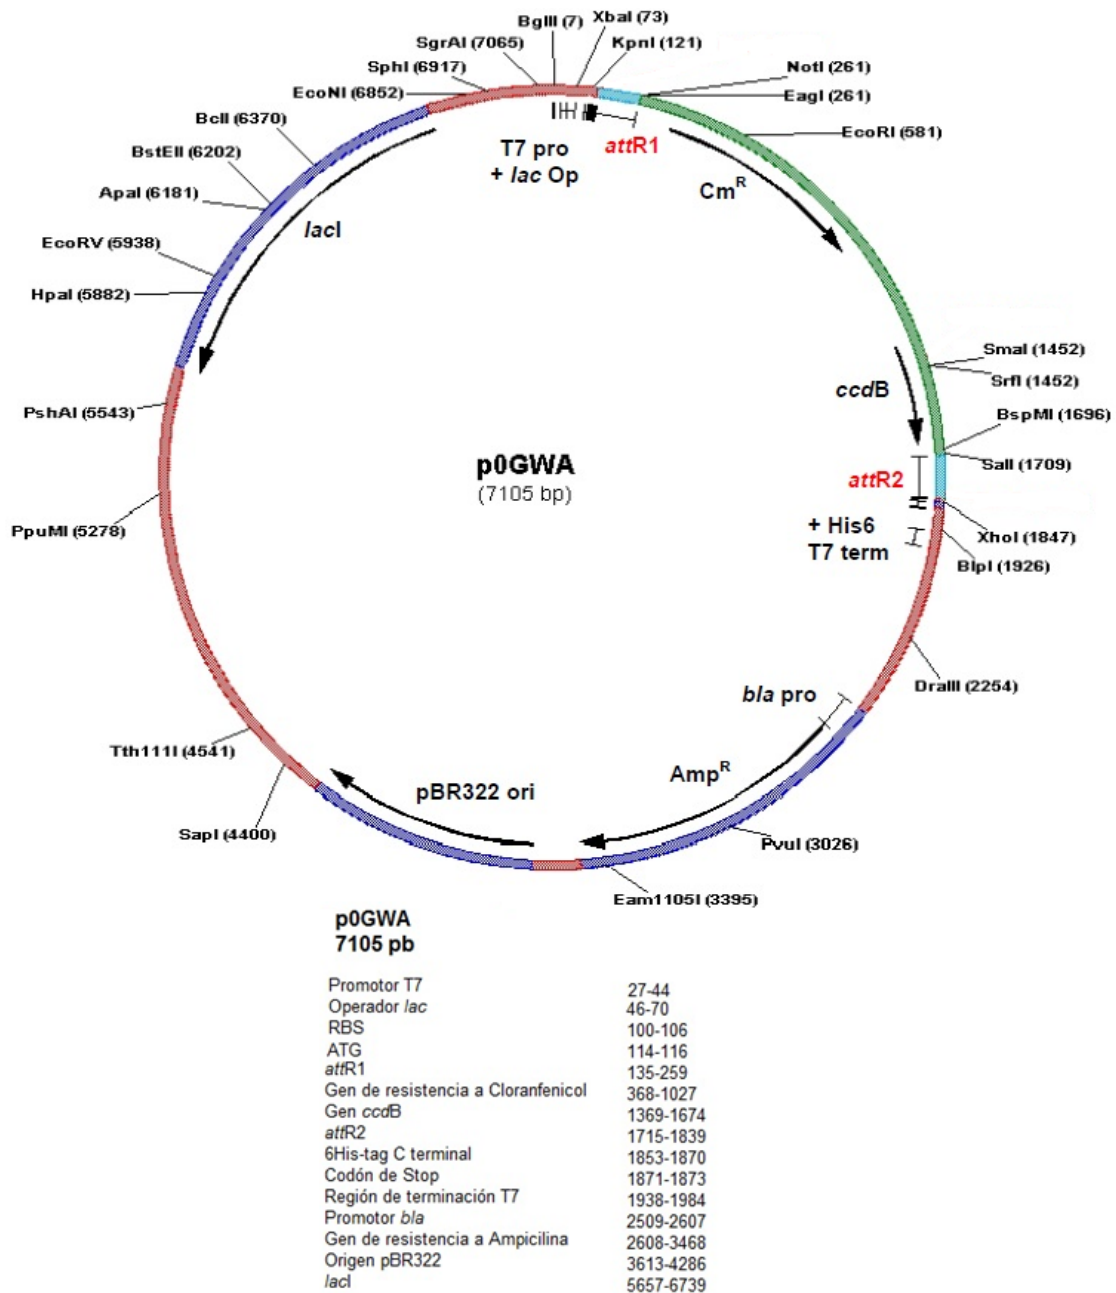 BglII (7)
XbaI (73)
SgrAI (7065)
KpnI (121)
SphI (6917)
NotI (261)
EcoNI (6852)
EagI (261)
BclI (6370)
EcoRI (581)
T7 pro
+ lac Op
attR1
CmR
BstEII (6202)
ApaI (6181)
lacI
EcoRV (5938)
HpaI (5882)
SmaI (1452)
SrfI (1452)
ccdB
BspMI (1696)
PshAI (5543)
p0GWA
(7105 bp)
SalI (1709)
attR2
PpuMI (5278)
+ His6
T7 term
XhoI (1847)
BlpI (1926)
DraIII (2254)
bla pro
Tth111I (4541)
AmpR
pBR322 ori
SapI (4400)
PvuI (3026)
Eam1105I (3395)
p0GWA
7105 pb
Promotor T7 27-44
Operador lac 46-70
RBS 100-106
ATG 114-116
attR1 135-259
Gen de resistencia a Cloranfenicol 368-1027
Gen ccdB 1369-1674
attR2 1715-1839
6His-tag C terminal 1853-1870
Codón de Stop 1871-1873
Región de terminación T7 1938-1984
Promotor bla 2509-2607
Gen de resistencia a Ampicilina 2608-3468
Origen pBR322 3613-4286
lacI 5657-6739